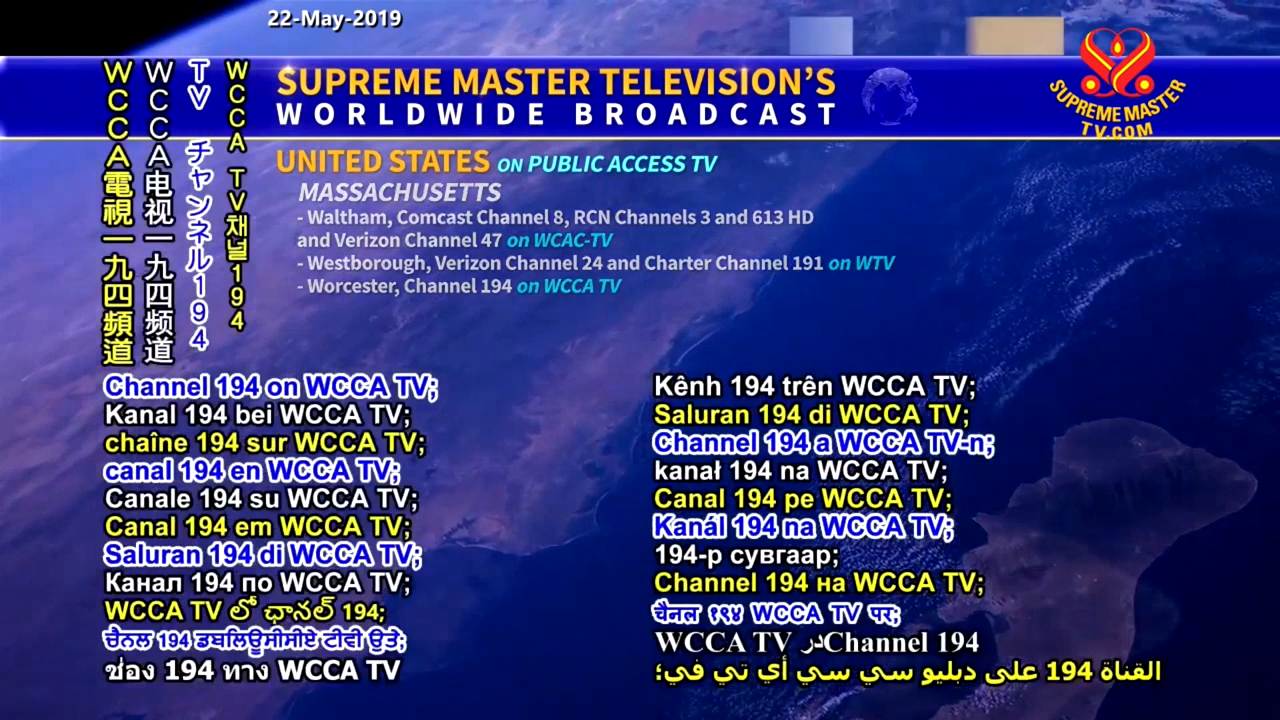 22-May-2019
SUPREME MASTER TELEVISION'S
WORLDWIDE BROADCAST
SUPREME MASTER
TV.COM
UNITED STATES ON PUBLIC ACCESS TV
MASSACHUSETTS
- Waltham, Comcast Channel 8, RCN Channels 3 and 613 HD
and Verizon Channel 47 on WCAC-TV
- Westborough, Verizon Channel 24 and Charter Channel 191 on WTV
- Worcester, Channel 194 on WCCA TV
WCCA電視一九四頻道
WCCA电视一九四频道
TV チャンネル194
WCCA TV채널194
Channel 194 on WCCA TV;
Kanal 194 bei WCCA TV;
chaîne 194 sur WCCA TV;
canal 194 en WCCA TV;
Canale 194 su WCCA TV;
Canal 194 em WCCA TV;
Saluran 194 di WCCA TV;
Канал 194 по WCCA TV;
WCCA TV లో ఛానల్ 194;
ਚੈਨਲ 194 ਡਬਲਿਊਸੀਸੀਏ ਟੀਵੀ ਉਤੇ;
ช่อง 194 ทาง WCCA TV
Kênh 194 trên WCCA TV;
Saluran 194 di WCCA TV;
Channel 194 a WCCA TV-n;
kanał 194 na WCCA TV;
Canal 194 pe WCCA TV;
Kanál 194 na WCCA TV;
194-р сувгаар;
Channel 194 на WCCA TV;
चैनल १९४ WCCA TV पर;
WCCA TV درChannel 194
القناة 194 على دبليو سي سي أي تي في؛